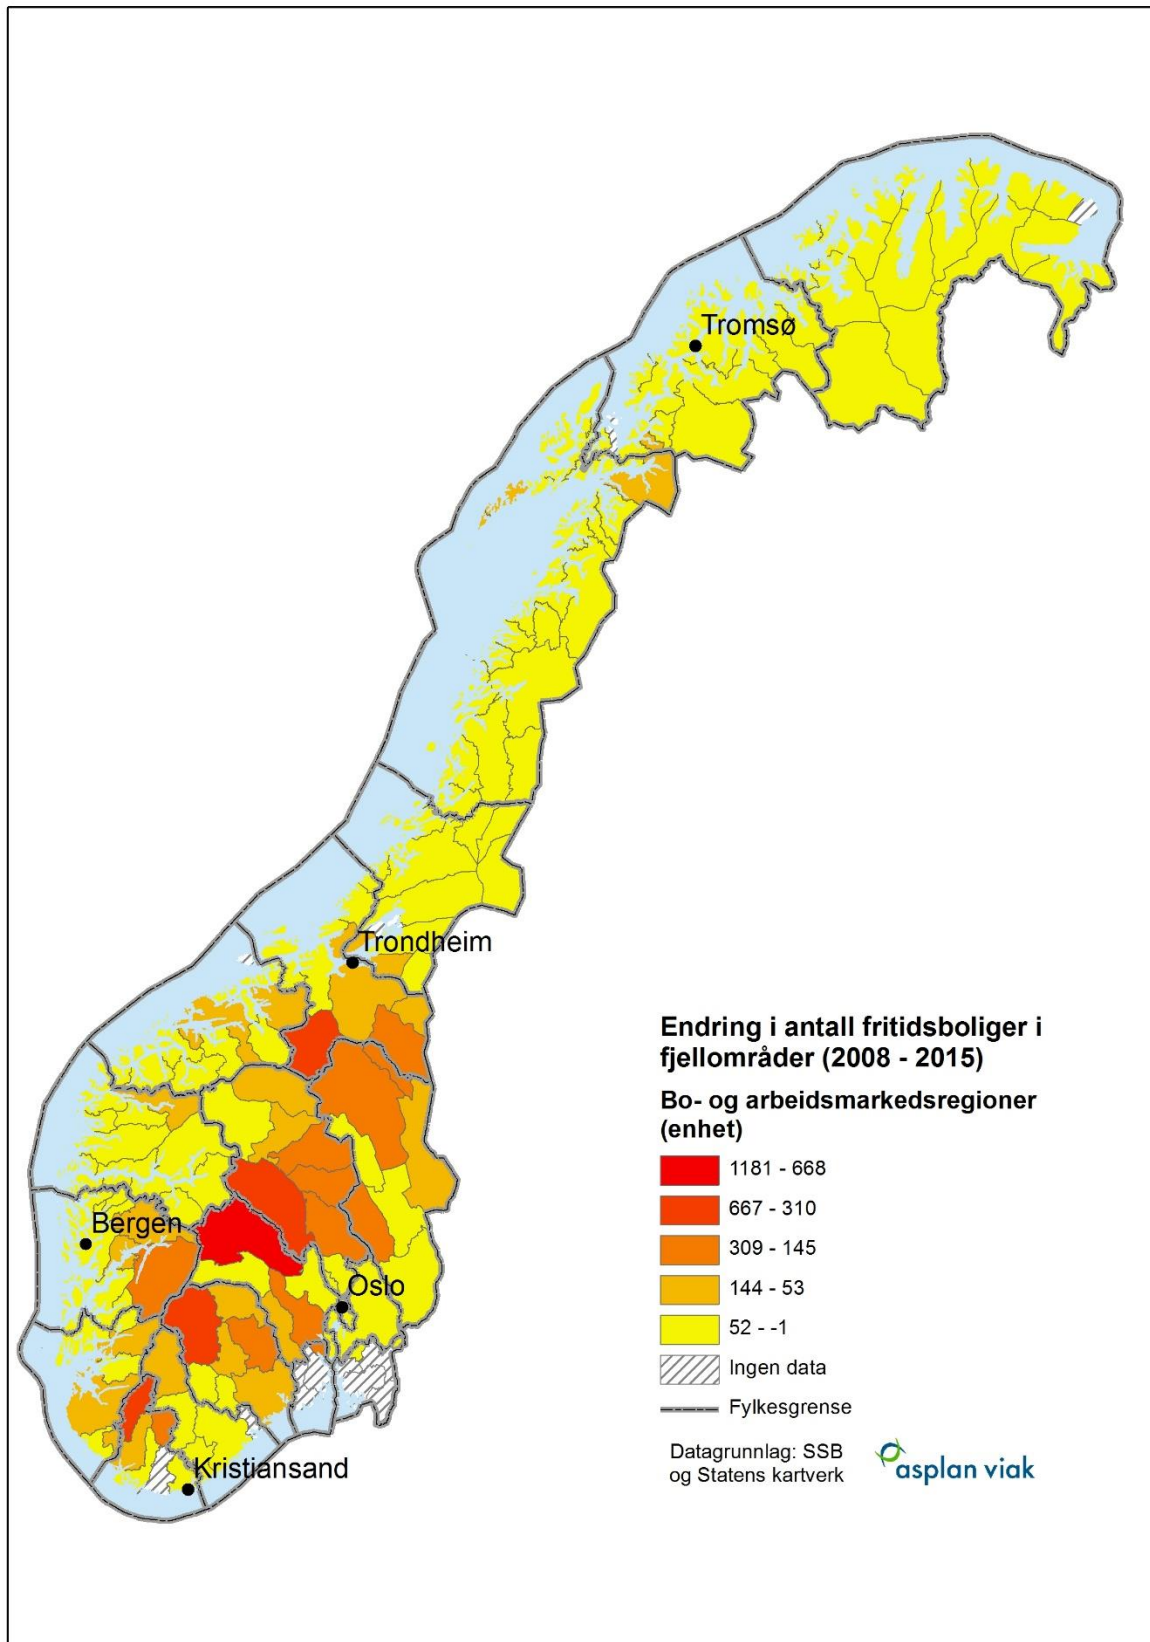 Tromsø
Trondheim
Bergen
Oslo
Kristiansand
Endring i antall fritidsboliger i
fjellområder (2008 - 2015)
Bo- og arbeidsmarkedsregioner
(enhet)
1181 - 668
667 - 310
309 - 145
144 - 53
52 - -1
Ingen data
Fylkesgrense
Datagrunnlag: SSB
og Statens kartverk
asplan viak